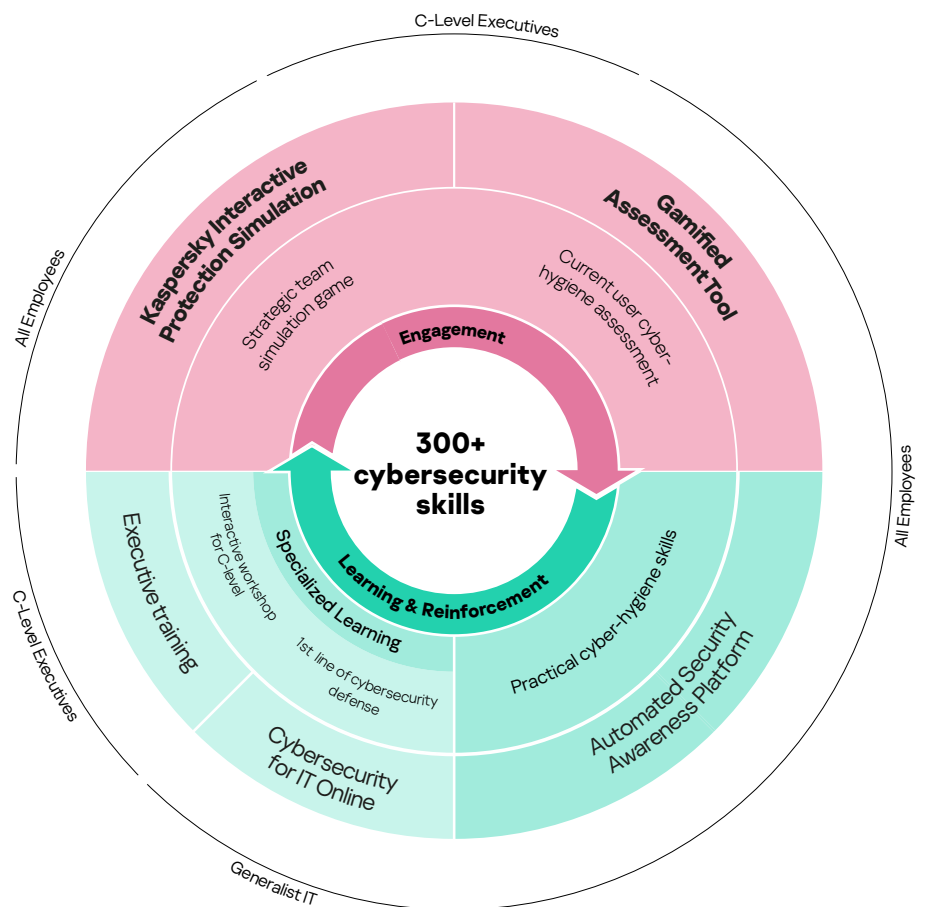 C-Level Executives
All Employees
Kaspersky Interactive
Protection Simulation
Gamified
Assessment Tool
Strategic team
simulation game
Current user cyber-
hygiene assessment
Engagement
300+
cybersecurity
skills
All Employees
Learning & Reinforcement
Specialized Learning
Interactive workshop
for C-level
Executive training
1st line of cybersecurity
defense
Practical cyber-hygiene skills
Automated Security
Awareness Platform
Cybersecurity
for IT Online
C-Level Executives
Generalist IT